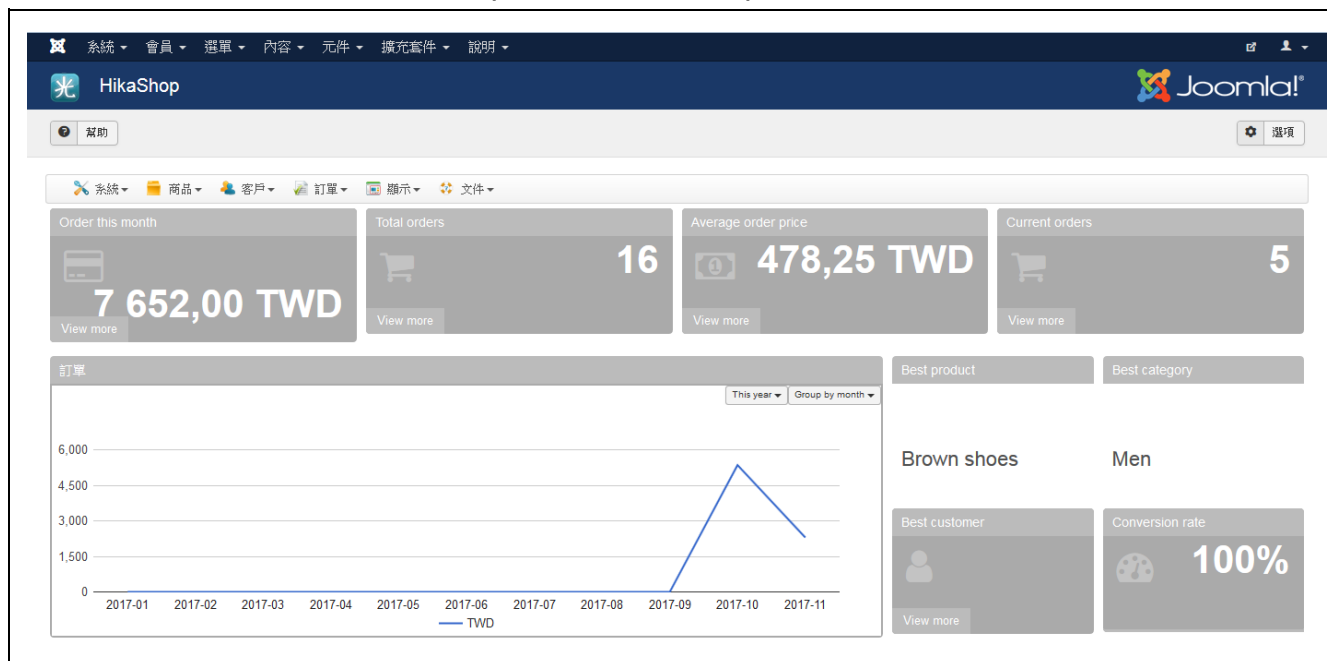 系統 會員 選單 內容 元件 擴充套件 說明
HikaShop
Joomla!®
幫助
選項
系統 商品 客戶 訂單 顯示 文件
Order this month
7 652,00 TWD
View more
Total orders
16
View more
Average order price
478,25 TWD
View more
Current orders
5
View more
訂單
This year Group by month
6,000
4,500
3,000
1,500
0
2017-01 2017-02 2017-03 2017-04 2017-05 2017-06 2017-07 2017-08 2017-09 2017-10 2017-11
TWD
Best product
Brown shoes
Best category
Men
Best customer
View more
Conversion rate
100%